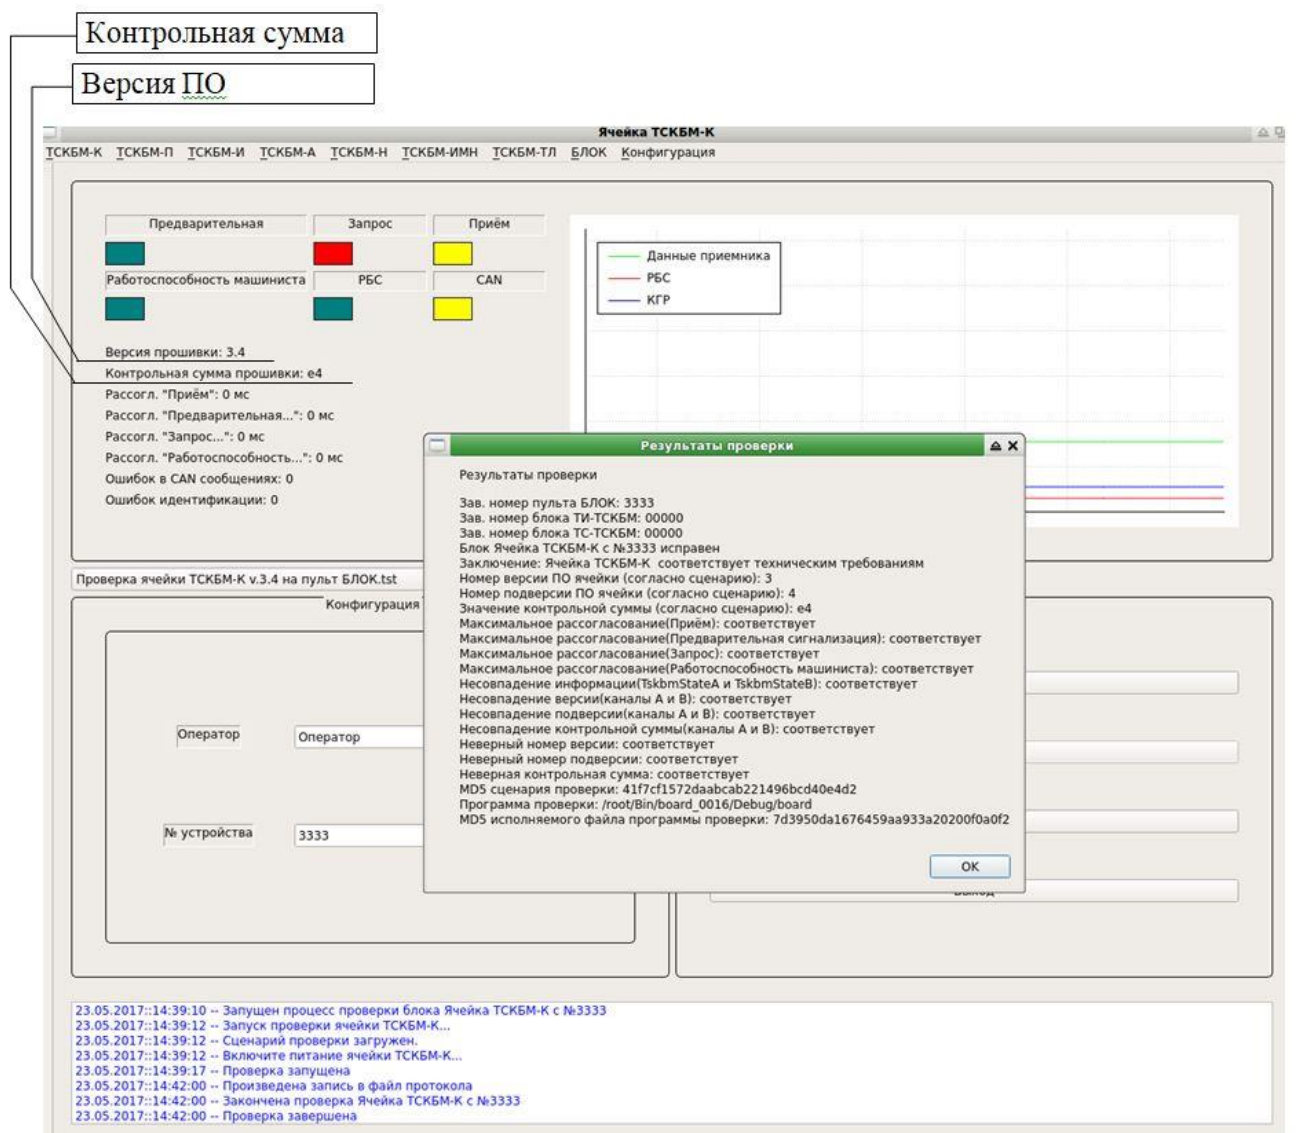 Контрольная сумма
Версия ПО
Ячейка ТСКБМ-К
ТСКБМ-К ТСКБМ-П ТСКБМ-И ТСКБМ-А ТСКБМ-Н ТСКБМ-ИМН ТСКБМ-ТЛ БЛОК Конфигурация
Предварительная Запрос Приём
Работоспособность машиниста РБС CAN
Данные приемника
РБС
КГР
Версия прошивки: 3.4
Контрольная сумма прошивки: e4
Рассогл. "Приём": 0 мс
Рассогл. "Предварительная...": 0 мс
Рассогл. "Запрос...": 0 мс
Рассогл. "Работоспособность...": 0 мс
Ошибок в CAN сообщениях: 0
Ошибок идентификации: 0
Проверка ячейки ТСКБМ-К v.3.4 на пульт БЛОК.tst
Конфигурация
Оператор Оператор
№ устройства 3333
Результаты проверки
Результаты проверки
Зав. номер пульта БЛОК: 3333
Зав. номер блока ТИ-ТСКБМ: 00000
Зав. номер блока ТС-ТСКБМ: 00000
Блок Ячейка ТСКБМ-К с №3333 исправен
Заключение: Ячейка ТСКБМ-К соответствует техническим требованиям
Номер версии ПО ячейки (согласно сценарию): 3
Номер подверсии ПО ячейки (согласно сценарию): 4
Значение контрольной суммы (согласно сценарию): e4
Максимальное рассогласование(Приём): соответствует
Максимальное рассогласование(Предварительная сигнализация): соответствует
Максимальное рассогласование(Запрос): соответствует
Максимальное рассогласование(Работоспособность машиниста): соответствует
Несовпадение информации(TskbmStateA и TskbmStateB): соответствует
Несовпадение версии(каналы А и В): соответствует
Несовпадение подверсии(каналы А и В): соответствует
Несовпадение контрольной суммы(каналы А и В): соответствует
Неверный номер версии: соответствует
Неверный номер подверсии: соответствует
Неверная контрольная сумма: соответствует
MD5 сценария проверки: 41f7cf1572daabcab221496bcd40e4d2
Программа проверки: /root/Bin/board_0016/Debug/board
MD5 исполняемого файла программы проверки: 7d3950da1676459aa933a20200f0a0f2
OK
23.05.2017::14:39:10 -- Запущен процесс проверки блока Ячейка ТСКБМ-К с №3333
23.05.2017::14:39:12 -- Запуск проверки ячейки ТСКБМ-К...
23.05.2017::14:39:12 -- Сценарий проверки загружен.
23.05.2017::14:39:12 -- Включите питание ячейки ТСКБМ-К...
23.05.2017::14:39:17 -- Проверка запущена
23.05.2017::14:42:00 -- Произведена запись в файл протокола
23.05.2017::14:42:00 -- Закончена проверка Ячейка ТСКБМ-К с №3333
23.05.2017::14:42:00 -- Проверка завершена